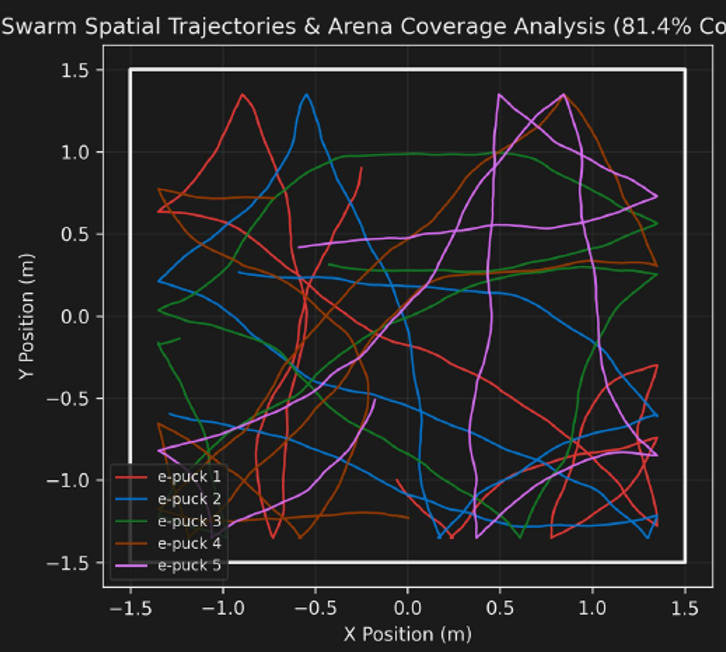 Swarm Spatial Trajectories & Arena Coverage Analysis (81.4% Co
Y Position (m)
1.5
1.0
0.5
0.0
−0.5
−1.0
−1.5
e-puck 1
e-puck 2
e-puck 3
e-puck 4
e-puck 5
−1.5 −1.0 −0.5 0.0 0.5 1.0 1.5
X Position (m)